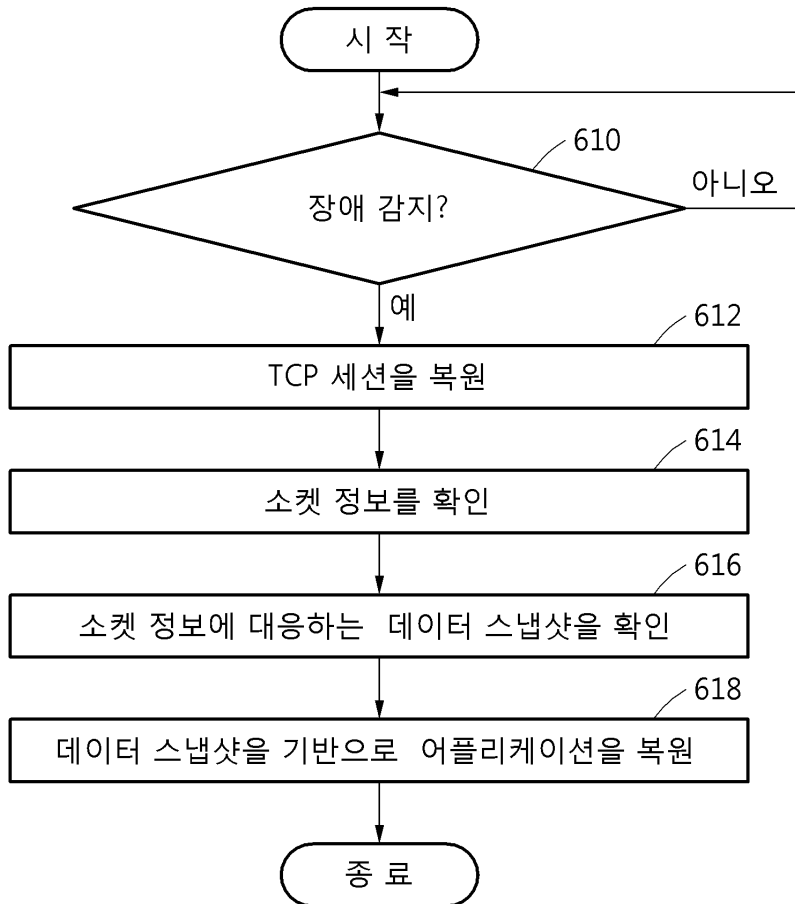 시 작
610
장애 감지?
아니오
예
612
TCP 세션을 복원
614
소켓 정보를 확인
616
소켓 정보에 대응하는 데이터 스냅샷을 확인
618
데이터 스냅샷을 기반으로 어플리케이션을 복원
종 료